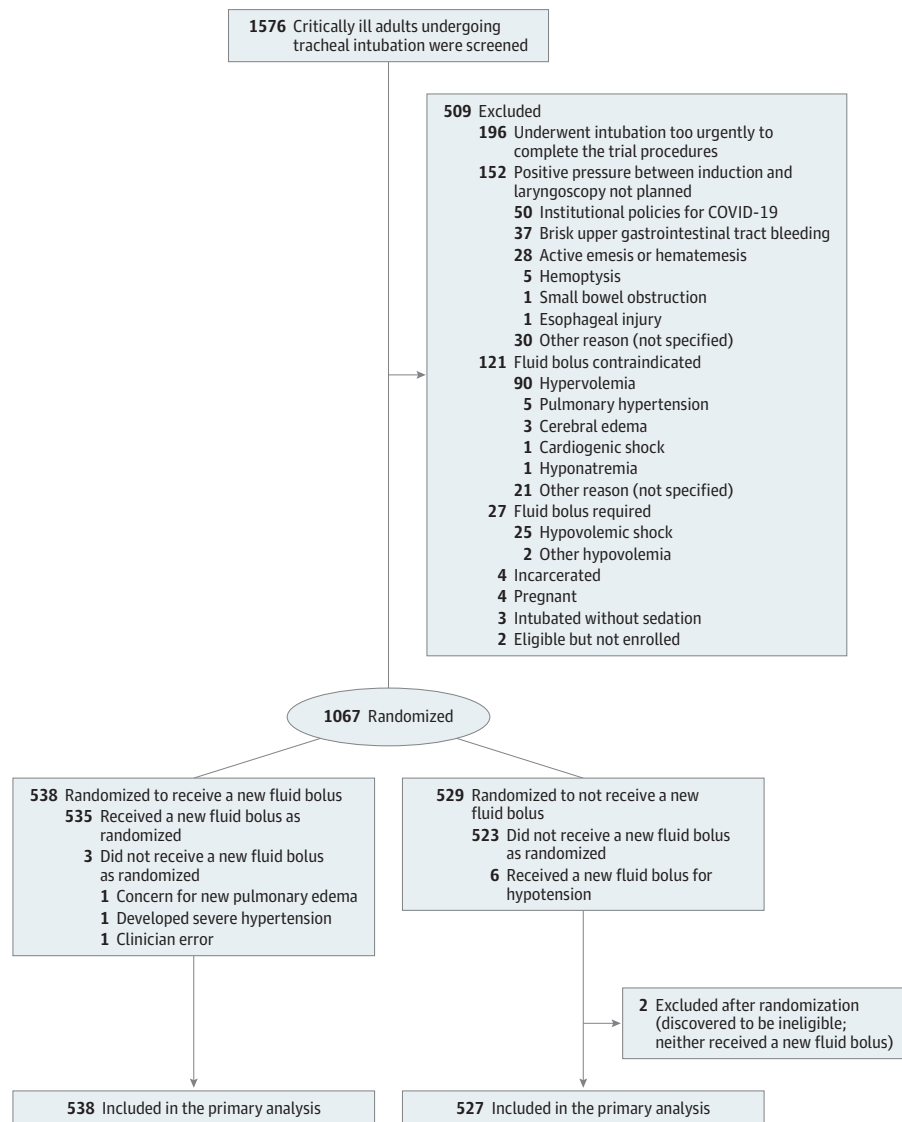 1576 Critically ill adults undergoing
tracheal intubation were screened
509 Excluded
196 Underwent intubation too urgently to
complete the trial procedures
152 Positive pressure between induction and
laryngoscopy not planned
50 Institutional policies for COVID-19
37 Brisk upper gastrointestinal tract bleeding
28 Active emesis or hematemesis
5 Hemoptysis
1 Small bowel obstruction
1 Esophageal injury
30 Other reason (not specified)
121 Fluid bolus contraindicated
90 Hypervolemia
5 Pulmonary hypertension
3 Cerebral edema
1 Cardiogenic shock
1 Hyponatremia
21 Other reason (not specified)
27 Fluid bolus required
25 Hypovolemic shock
2 Other hypovolemia
4 Incarcerated
4 Pregnant
3 Intubated without sedation
2 Eligible but not enrolled
1067 Randomized
538 Randomized to receive a new fluid bolus
535 Received a new fluid bolus as
randomized
3 Did not receive a new fluid bolus
as randomized
1 Concern for new pulmonary edema
1 Developed severe hypertension
1 Clinician error
529 Randomized to not receive a new
fluid bolus
523 Did not receive a new fluid bolus
as randomized
6 Received a new fluid bolus for
hypotension
2 Excluded after randomization
(discovered to be ineligible;
neither received a new fluid bolus)
538 Included in the primary analysis
527 Included in the primary analysis